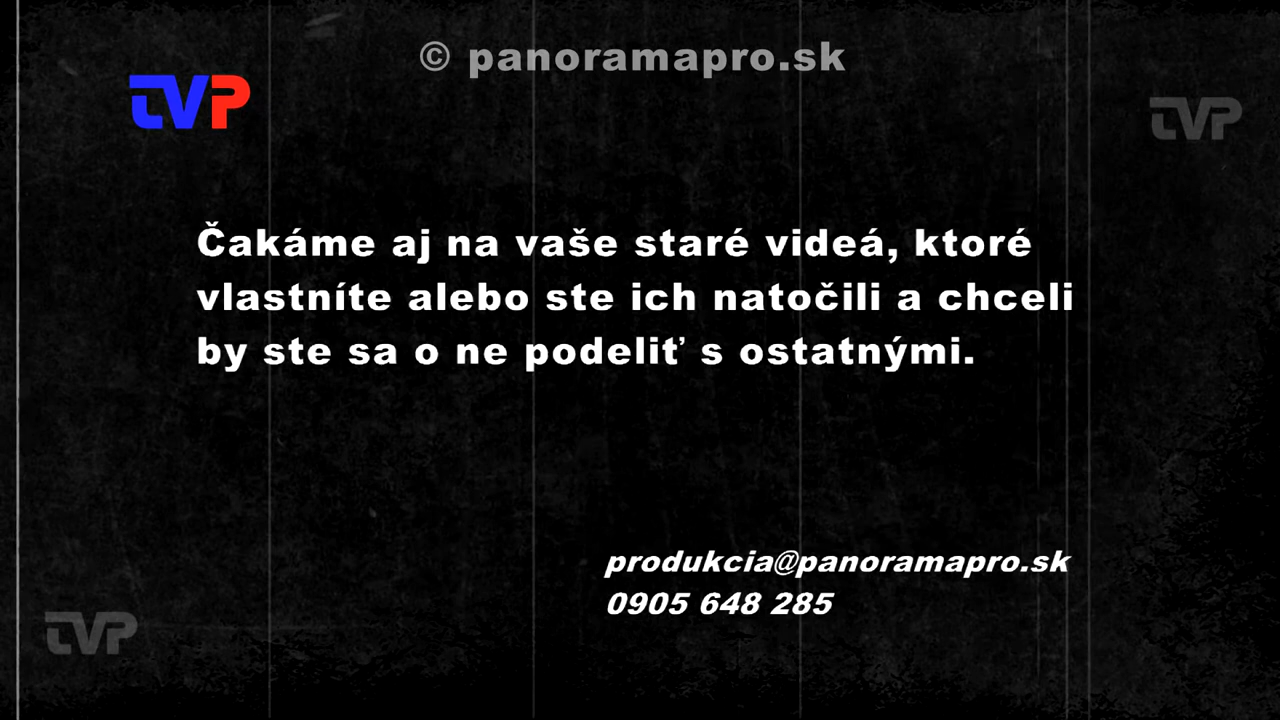 © panoramapro.sk
TVP
TVP
Čakáme aj na vaše staré videá, ktoré
vlastníte alebo ste ich natočili a chceli
by ste sa o ne podeliť s ostatnými.
produkcia@panoramapro.sk
0905 648 285
TVP